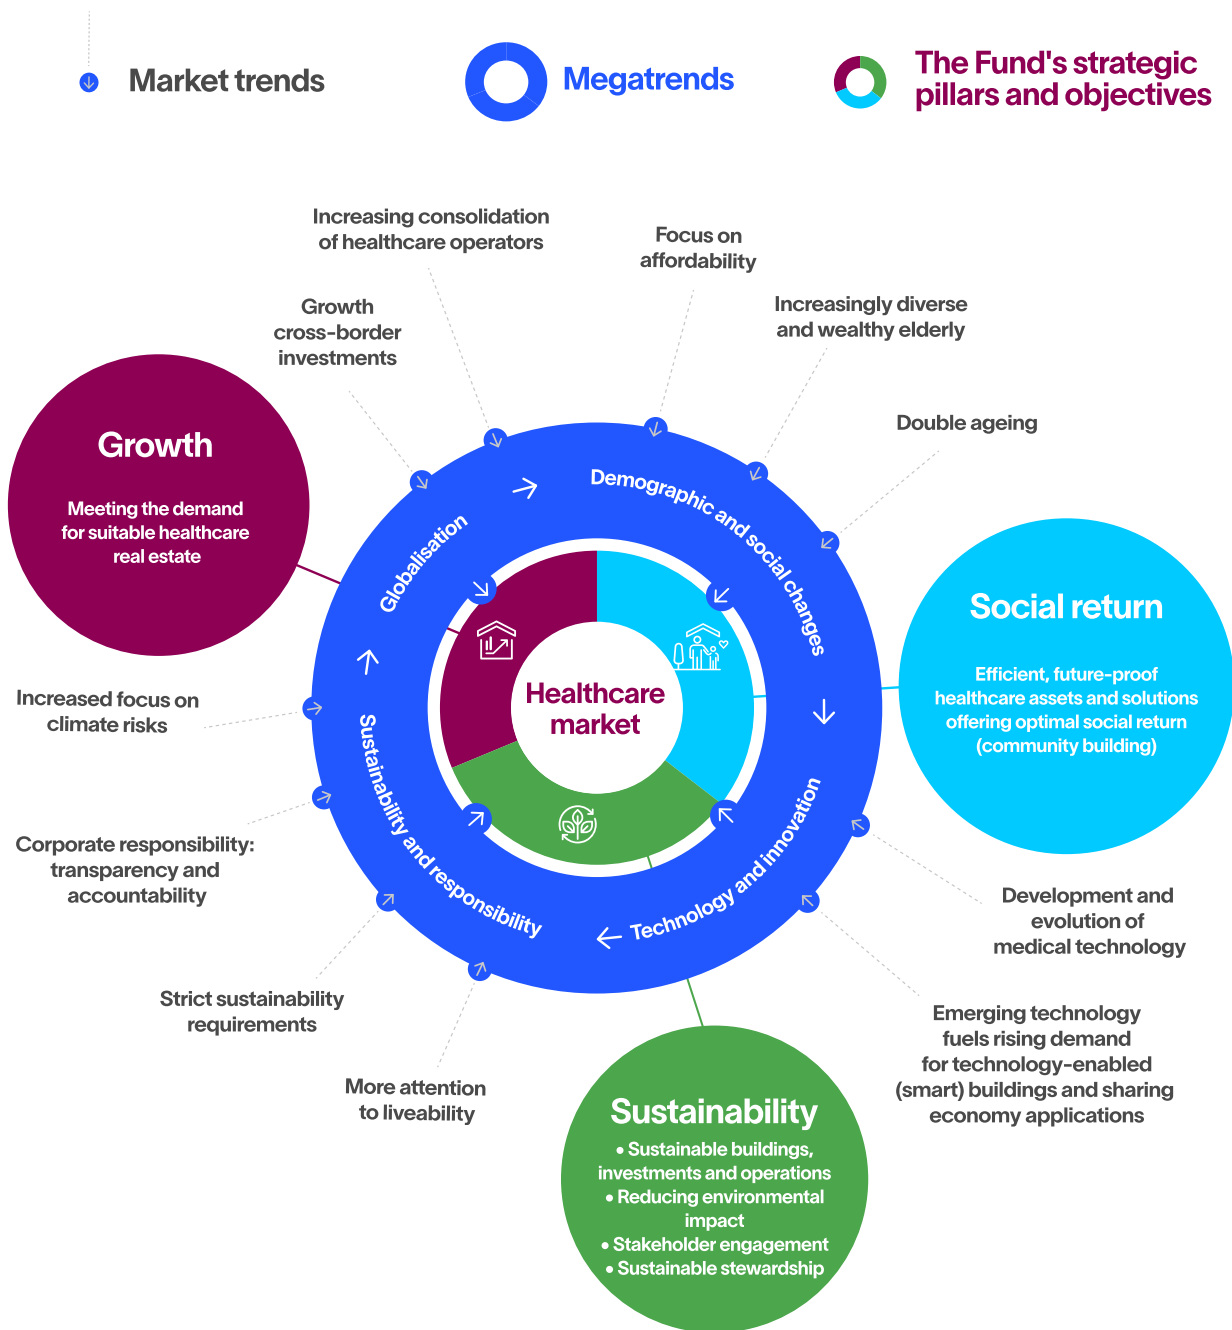 Market trends
Megatrends
The Fund's strategic
pillars and objectives
Increasing consolidation
of healthcare operators
Focus on
affordability
Growth
cross-border
investments
Increasingly diverse
and wealthy elderly
Double ageing
Growth
Meeting the demand
for suitable healthcare
real estate
Globalisation
Demographic and social changes
Social return
Efficient, future-proof
healthcare assets and solutions
offering optimal social return
(community building)
Healthcare
market
Increased focus on
climate risks
Sustainability and responsibility
Technology and innovation
Corporate responsibility:
transparency and
accountability
Development and
evolution of
medical technology
Strict sustainability
requirements
Emerging technology
fuels rising demand
for technology-enabled
(smart) buildings and sharing
economy applications
More attention
to liveability
Sustainability
• Sustainable buildings,
investments and operations
• Reducing environmental
impact
• Stakeholder engagement
• Sustainable stewardship